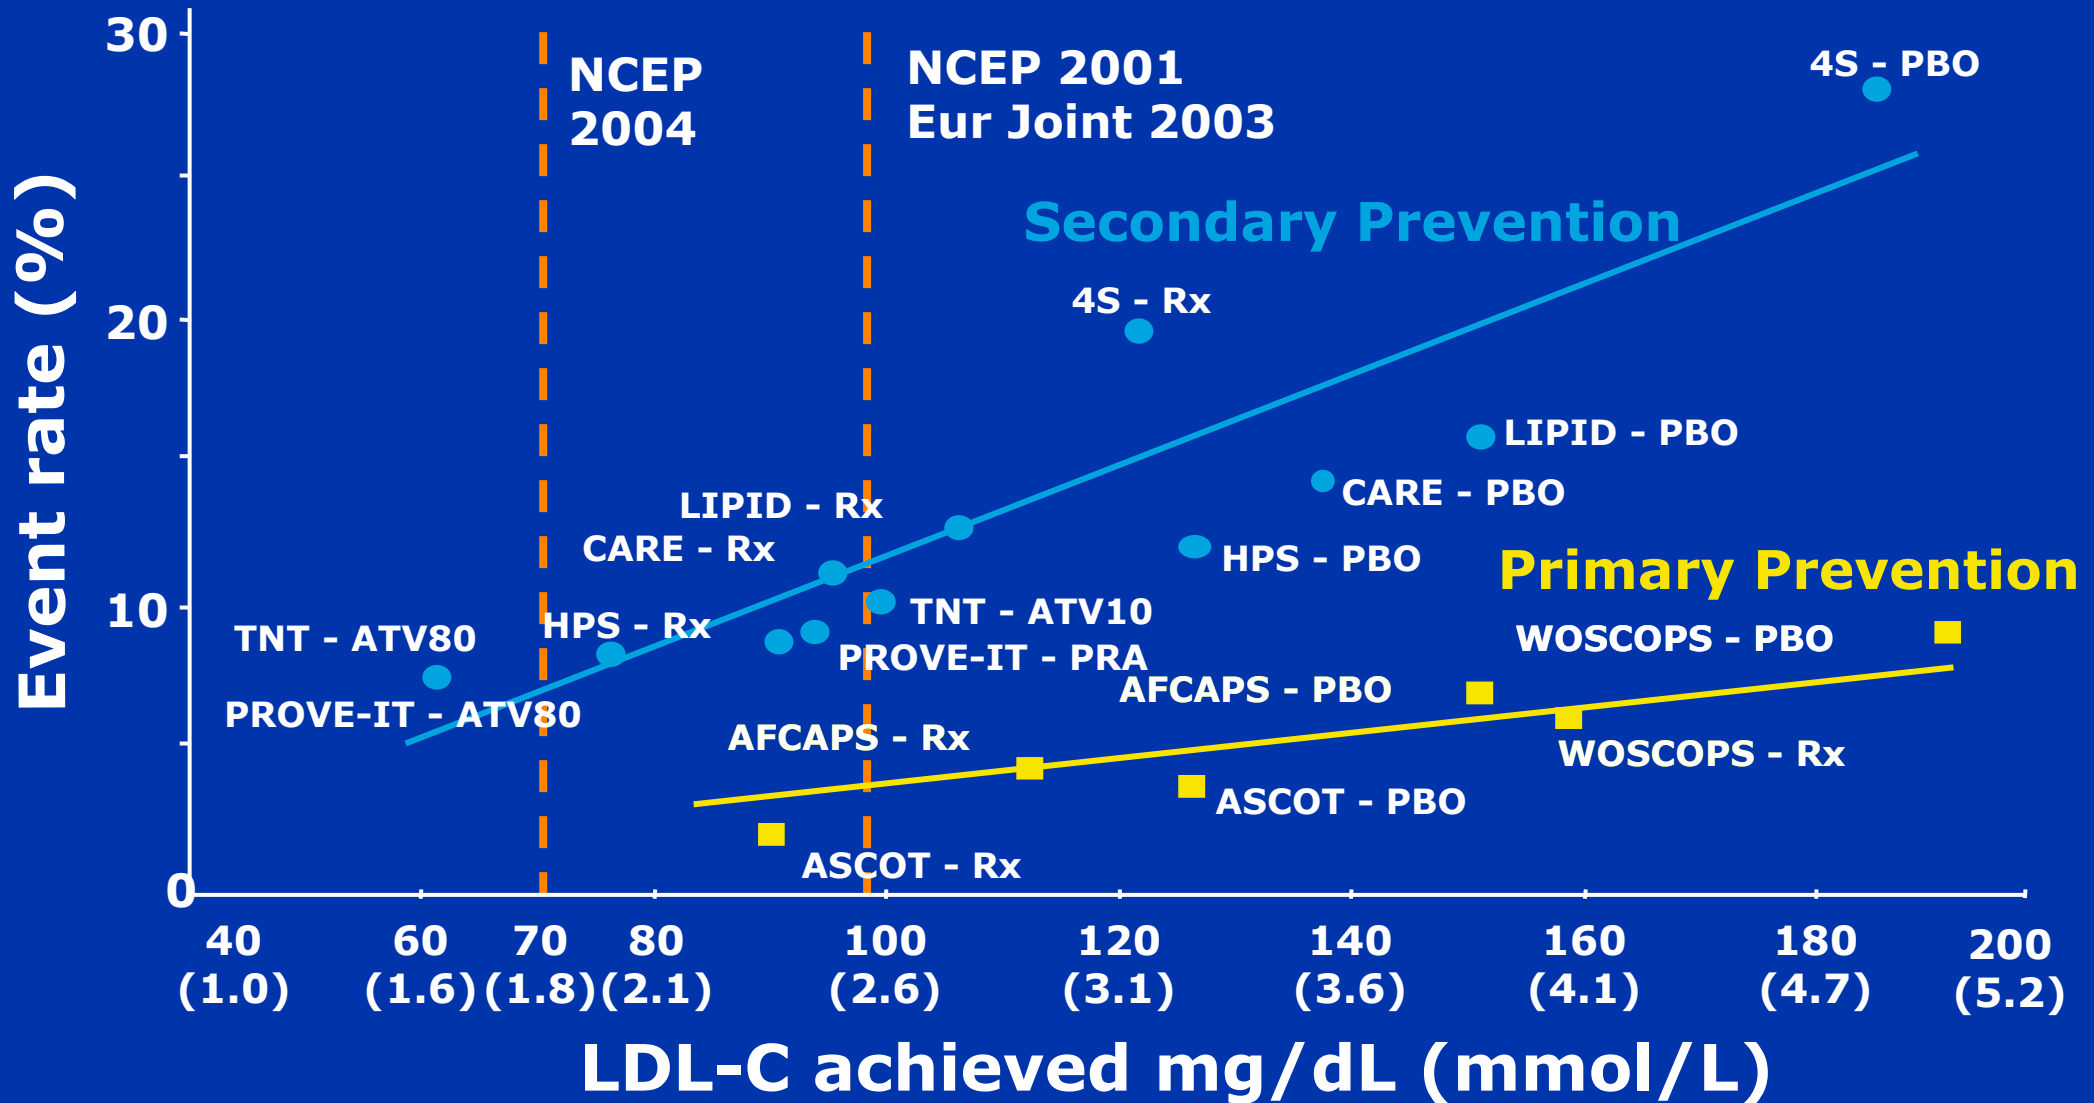 30
20
10
0
Event rate (%)
NCEP
2004
NCEP 2001
Eur Joint 2003
4S - PBO
Secondary Prevention
4S - Rx
LIPID - PBO
CARE - PBO
LIPID - Rx
CARE - Rx
HPS - PBO
Primary Prevention
TNT - ATV10
HPS - Rx
TNT - ATV80
WOSCOPS - PBO
PROVE-IT - PRA
AFCAPS - PBO
PROVE-IT - ATV80
AFCAPS - Rx
WOSCOPS - Rx
ASCOT - PBO
ASCOT - Rx
40 60 70 80 100 120 140 160 180 200
(1.0) (1.6) (1.8) (2.1) (2.6) (3.1) (3.6) (4.1) (4.7) (5.2)
LDL-C achieved mg/dL (mmol/L)